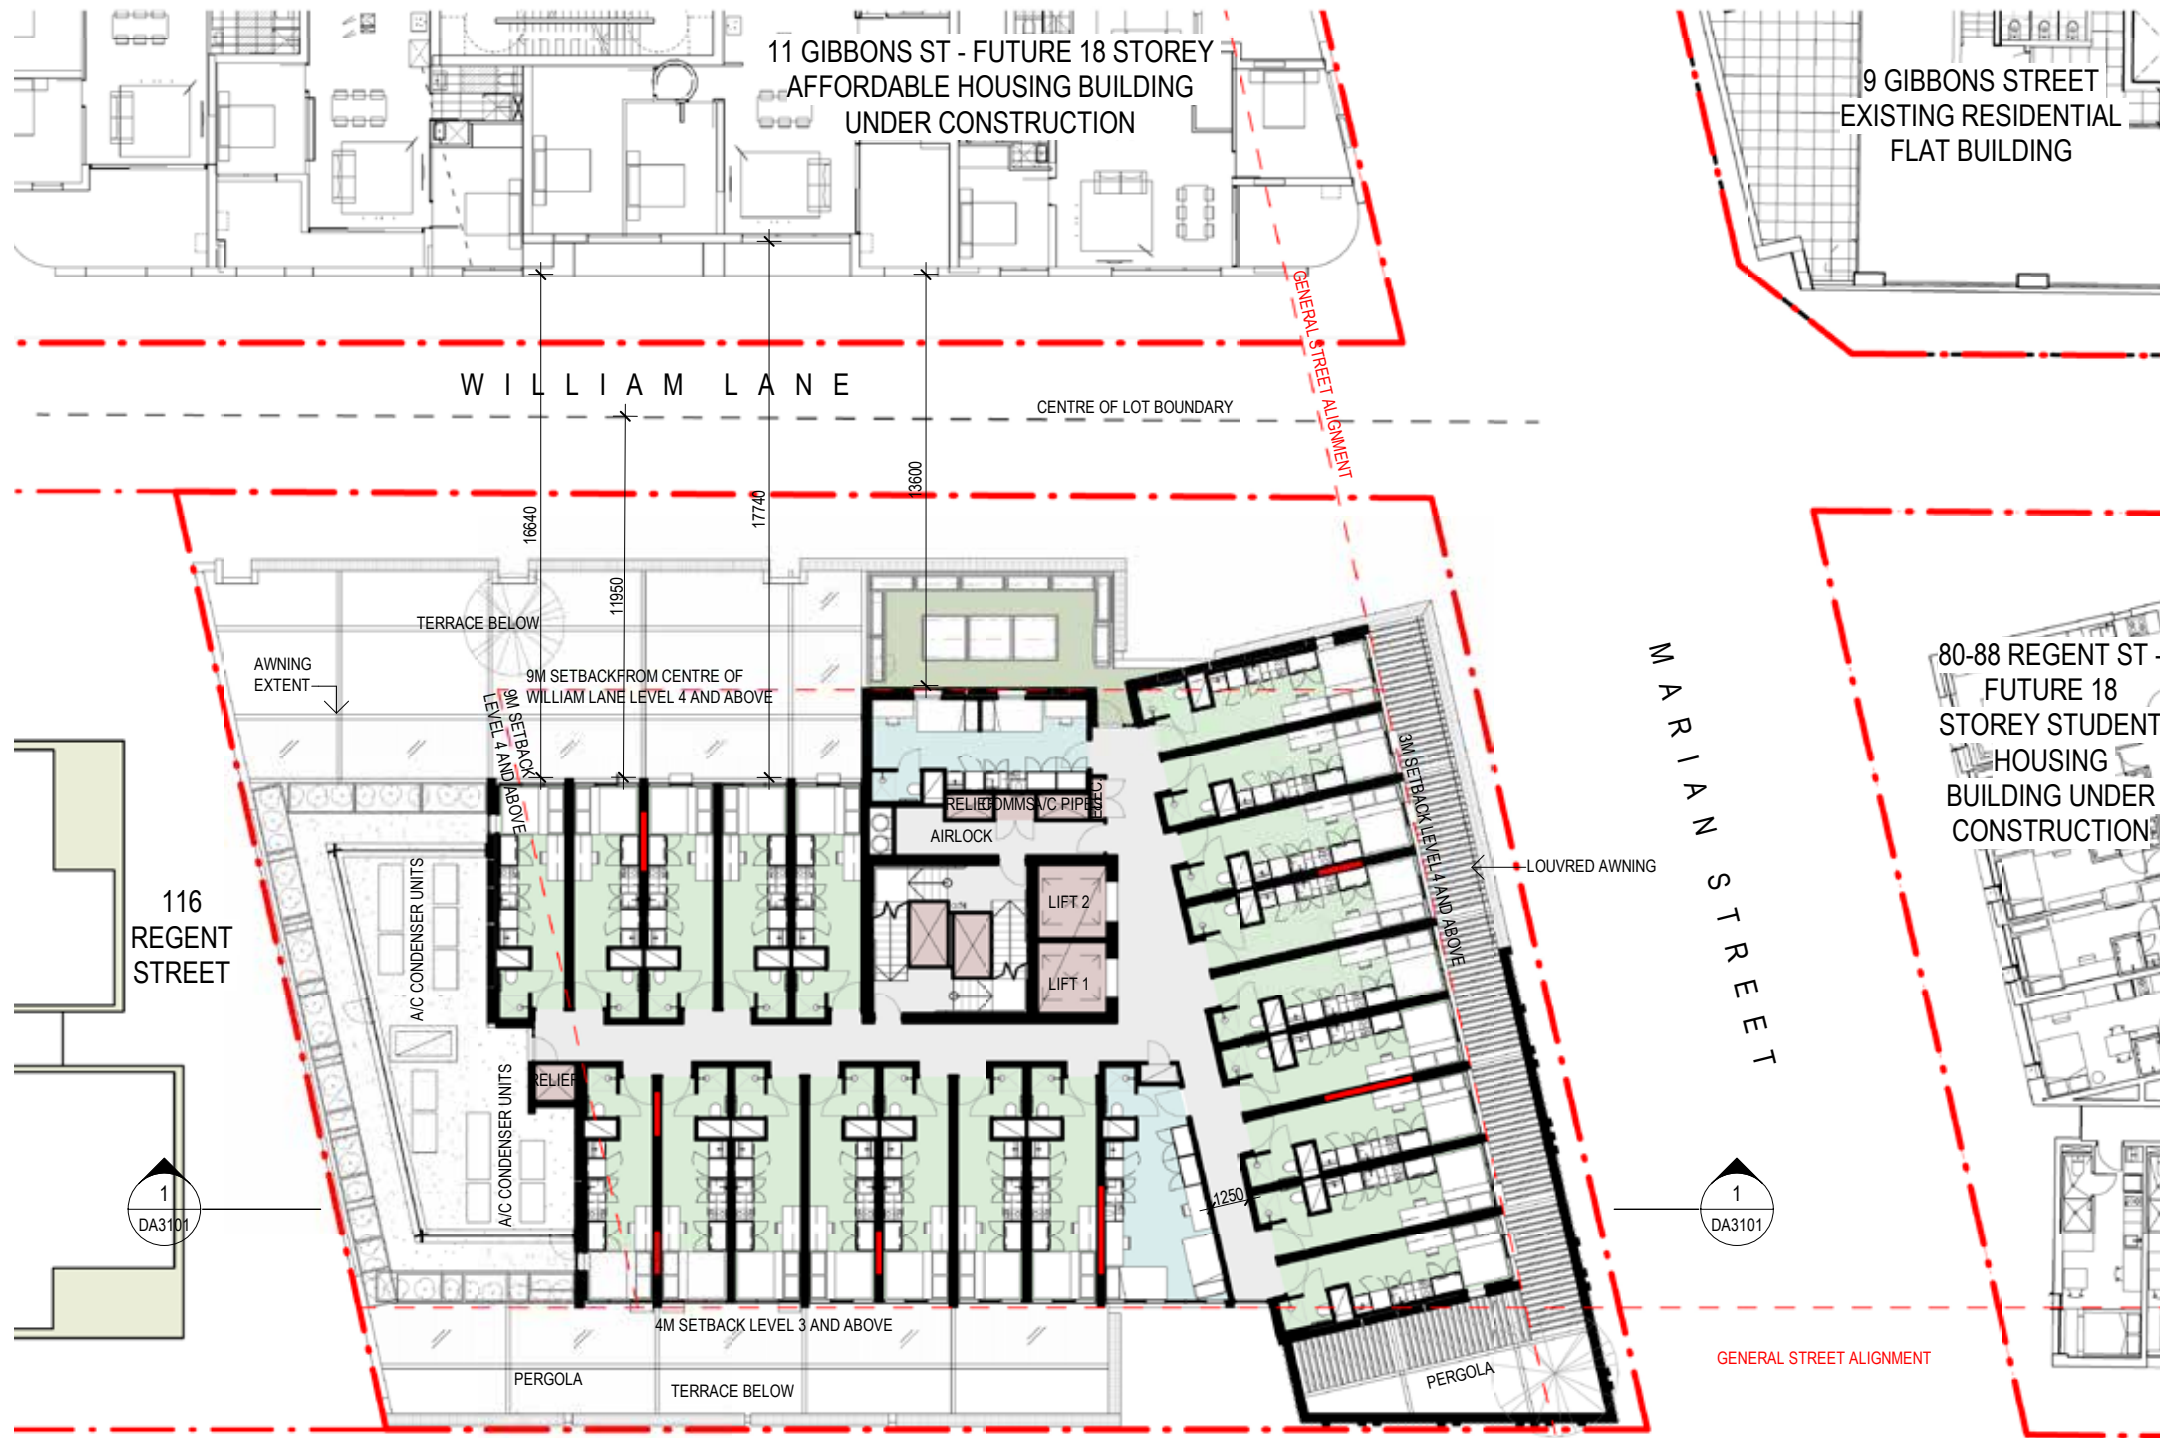 11 GIBBONS ST - FUTURE 18 STOREY
AFFORDABLE HOUSING BUILDING
UNDER CONSTRUCTION
9 GIBBONS STREET
EXISTING RESIDENTIAL
FLAT BUILDING
GENERAL STREET ALIGNMENT
WILLIAM LANE
CENTRE OF LOT BOUNDARY
16640
11950
17740
13600
TERRACE BELOW
AWNING
EXTENT
9M SETBACKFROM CENTRE OF
WILLIAM LANE LEVEL 4 AND ABOVE
9M SETBACK
LEVEL 4 AND ABOVE
RELIEF
COMMS
A/C PIPES
ELEC.
AIRLOCK
LIFT 2
LIFT 1
3M SETBACK LEVEL 4 AND ABOVE
LOUVRED AWNING
MARIAN STREET
80-88 REGENT ST -
FUTURE 18
STOREY STUDENT
HOUSING
BUILDING UNDER
CONSTRUCTION
116
REGENT
STREET
A/C CONDENSER UNITS
A/C CONDENSER UNITS
RELIEF
1250
1
DA3101
1
DA3101
4M SETBACK LEVEL 3 AND ABOVE
PERGOLA
TERRACE BELOW
PERGOLA
GENERAL STREET ALIGNMENT